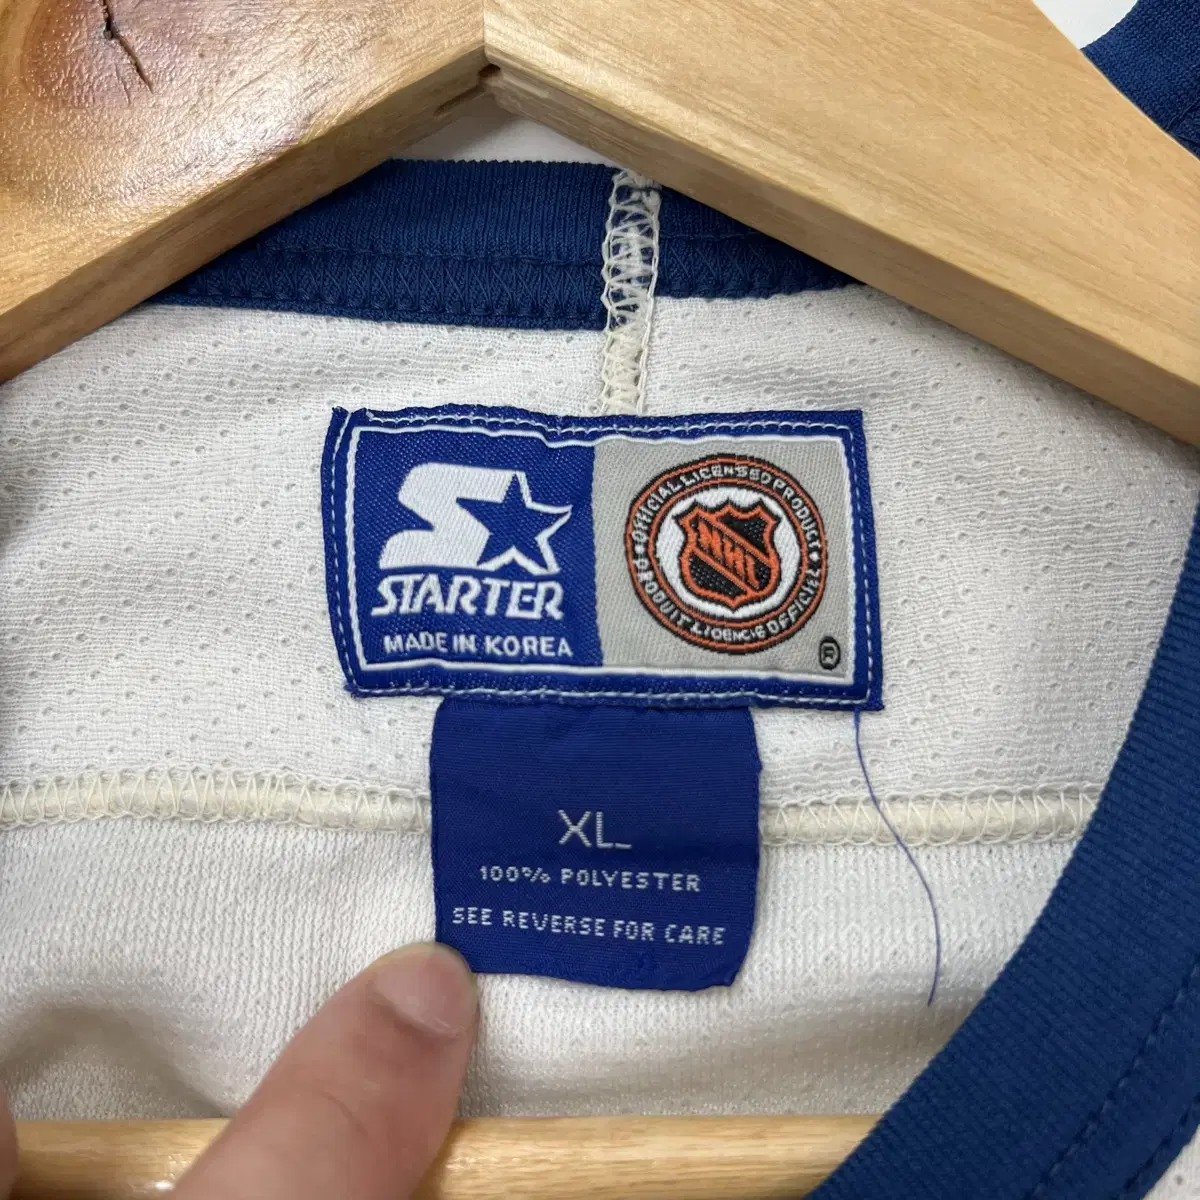 STARTER
MADE IN KOREA
OFFICIAL LICENSED PRODUCT
NHL
PRODUIT LICENCIÉ OFFICIEL
®
XL
100% POLYESTER
SEE REVERSE FOR CARE